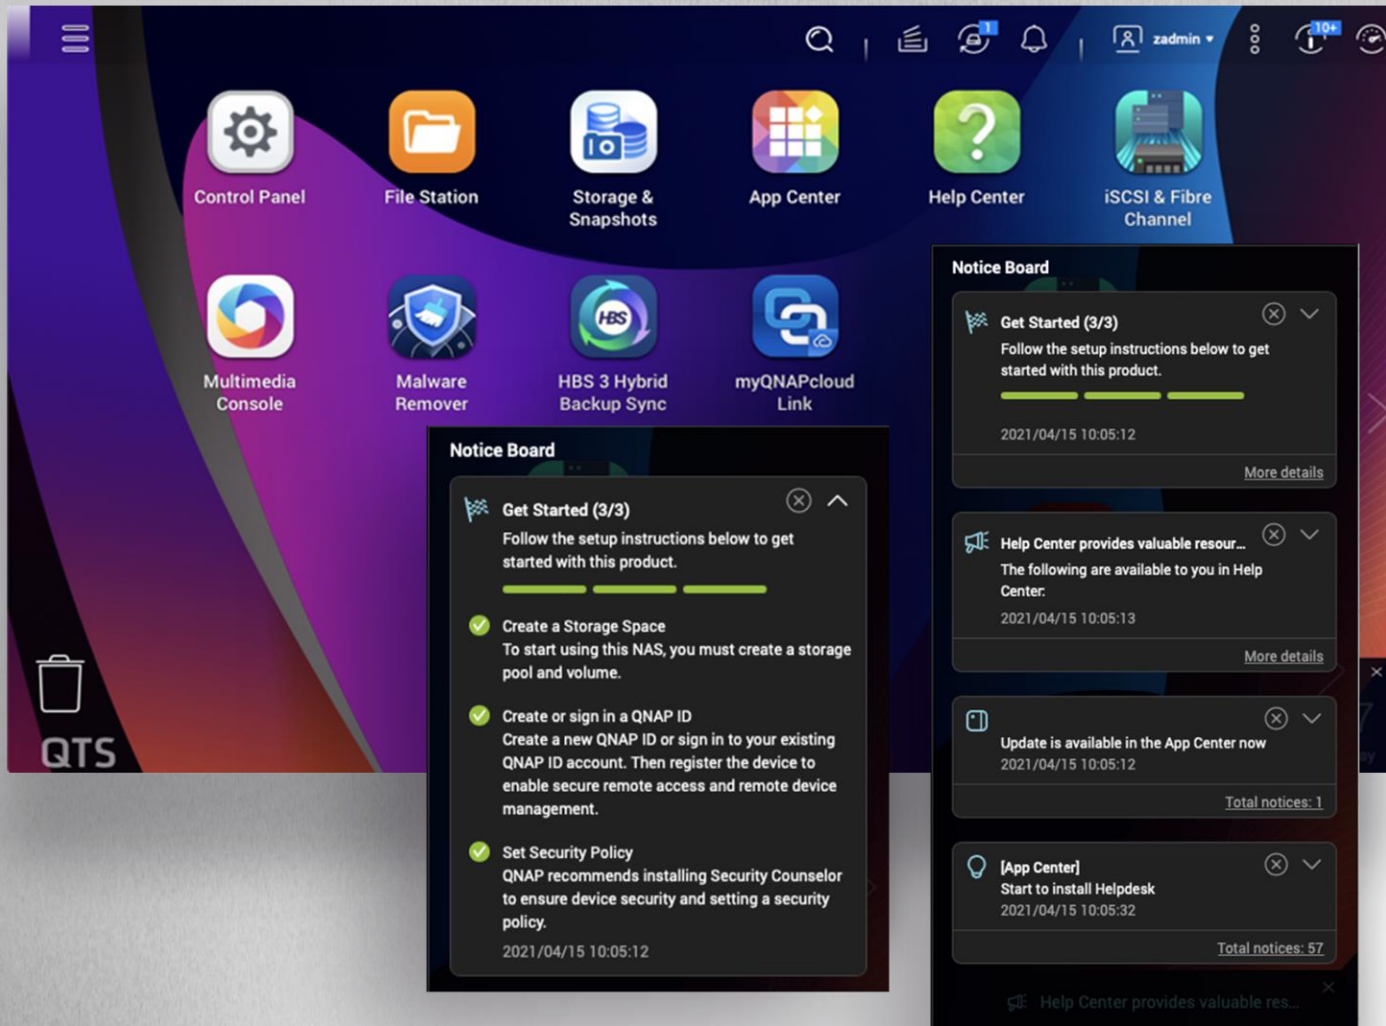 1
zadmin
10+
Control Panel
File Station
Storage &
Snapshots
App Center
Help Center
iSCSI & Fibre
Channel
Multimedia
Console
Malware
Remover
HBS
HBS 3 Hybrid
Backup Sync
myQNAPcloud
Link
QTS
Notice Board
Get Started (3/3)
Follow the setup instructions below to get
started with this product.
Create a Storage Space
To start using this NAS, you must create a storage
pool and volume.
Create or sign in a QNAP ID
Create a new QNAP ID or sign in to your existing
QNAP ID account. Then register the device to
enable secure remote access and remote device
management.
Set Security Policy
QNAP recommends installing Security Counselor
to ensure device security and setting a security
policy.
2021/04/15 10:05:12
Notice Board
Get Started (3/3)
Follow the setup instructions below to get
started with this product.
2021/04/15 10:05:12
More details
Help Center provides valuable resour...
The following are available to you in Help
Center:
2021/04/15 10:05:13
More details
Update is available in the App Center now
2021/04/15 10:05:12
Total notices: 1
[App Center]
Start to install Helpdesk
2021/04/15 10:05:32
Total notices: 57
Help Center provides valuable res...